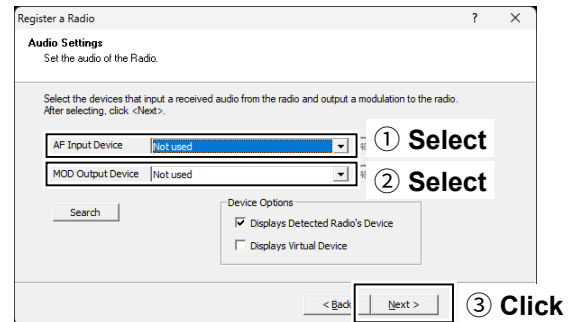 Register a Radio ? ×
Audio Settings
Set the audio of the Radio.
Select the devices that input a received audio from the radio and output a modulation to the radio.
After selecting, click <Next>.
AF Input Device Not used ① Select
MOD Output Device Not used ② Select
Search
Device Options
Displays Detected Radio's Device
Displays Virtual Device
< Back
Next > ③ Click